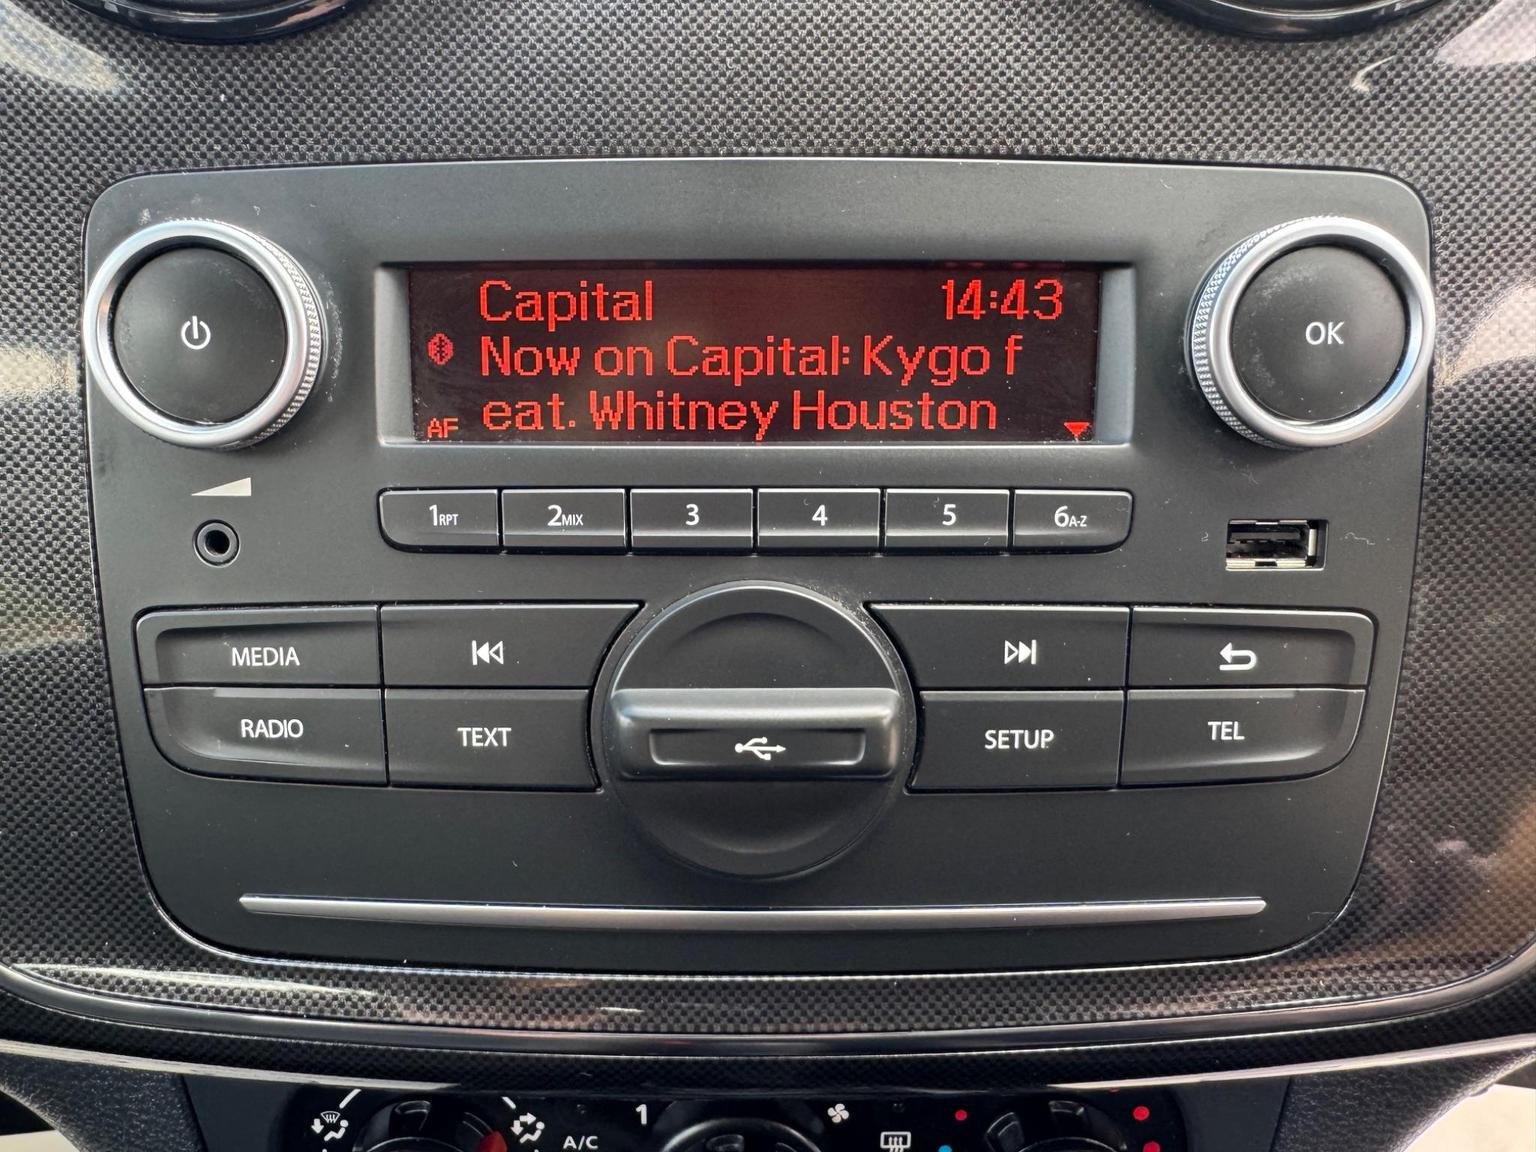 Capital 14:43
Now on Capital: Kygo f
eat. Whitney Houston
AF
OK
1RPT 2MIX 3 4 5 6A-Z
MEDIA
RADIO TEXT SETUP TEL
1
A/C